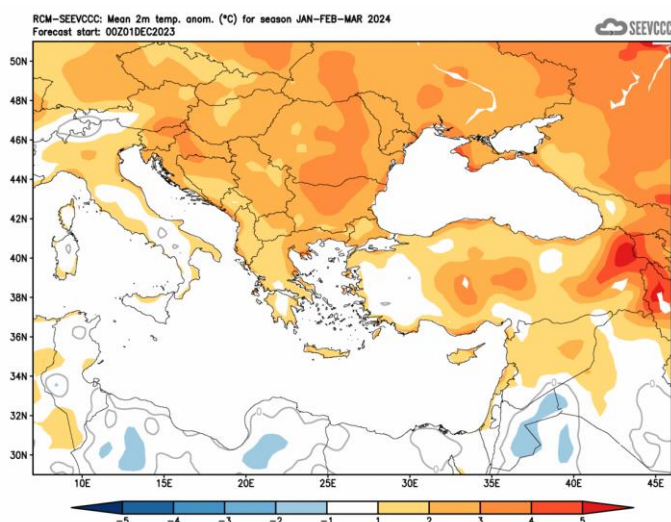 RCM-SEEVCCC: Mean 2m temp. anom. (°C) for season JAN-FEB-MAR 2024
Forecast start: 00Z01DEC2023
SEEVCCC
50N
48N
46N
44N
42N
40N
38N
36N
34N
32N
30N
10E 15E 20E 25E 30E 35E 40E 45E
-5 -4 -3 -2 -1 1 2 3 4 5